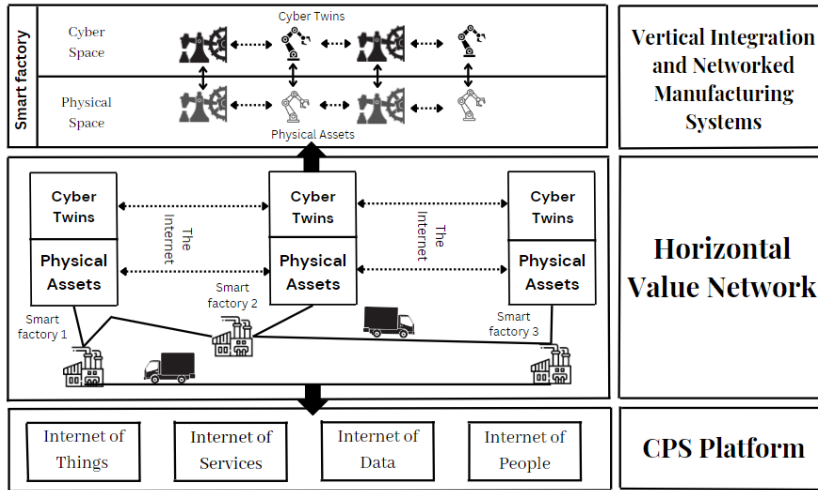 Smart factory
Cyber
Space
Cyber Twins
Physical
Space
Physical Assets
Vertical Integration
and Networked
Manufacturing
Systems
Cyber
Twins
Physical
Assets
The
Internet
Cyber
Twins
Physical
Assets
The
Internet
Cyber
Twins
Physical
Assets
Smart
factory 1
Smart
factory 2
Smart
factory 3
Horizontal
Value Network
Internet of
Things
Internet of
Services
Internet of
Data
Internet of
People
CPS Platform